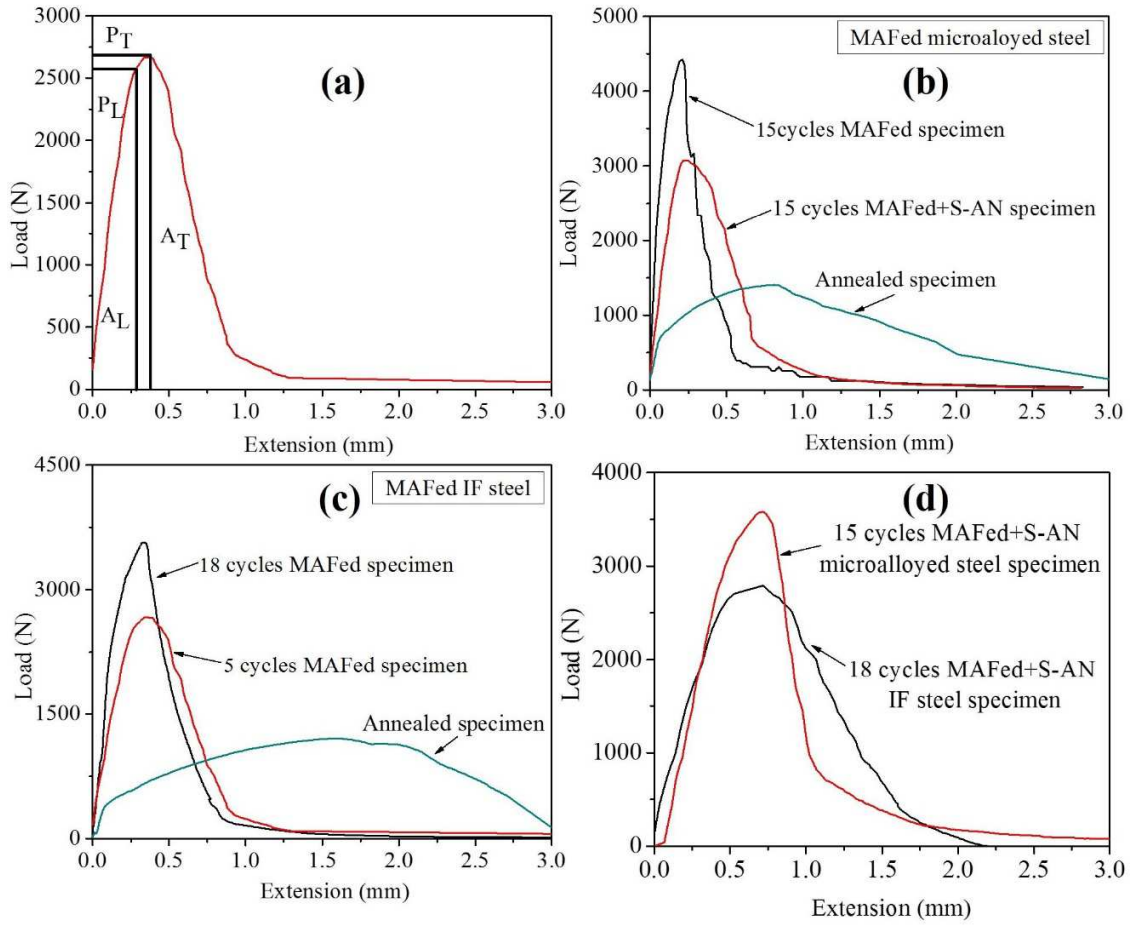 (a)
3000
2500
2000
1500
1000
500
0
P_T
P_L
A_T
A_L
Load (N)
0.0 0.5 1.0 1.5 2.0 2.5 3.0
Extension (mm)
(b)
MAFed microaloyed steel
5000
4000
3000
2000
1000
0
15cycles MAFed specimen
15 cycles MAFed+S-AN specimen
Annealed specimen
Load (N)
0.0 0.5 1.0 1.5 2.0 2.5 3.0
Extension (mm)
(c)
MAFed IF steel
4500
3000
1500
0
18 cycles MAFed specimen
5 cycles MAFed specimen
Annealed specimen
Load (N)
0.0 0.5 1.0 1.5 2.0 2.5 3.0
Extension (mm)
(d)
4000
3000
2000
1000
0
15 cycles MAFed+S-AN
microalloyed steel specimen
18 cycles MAFed+S-AN
IF steel specimen
Load (N)
0.0 0.5 1.0 1.5 2.0 2.5 3.0
Extension (mm)